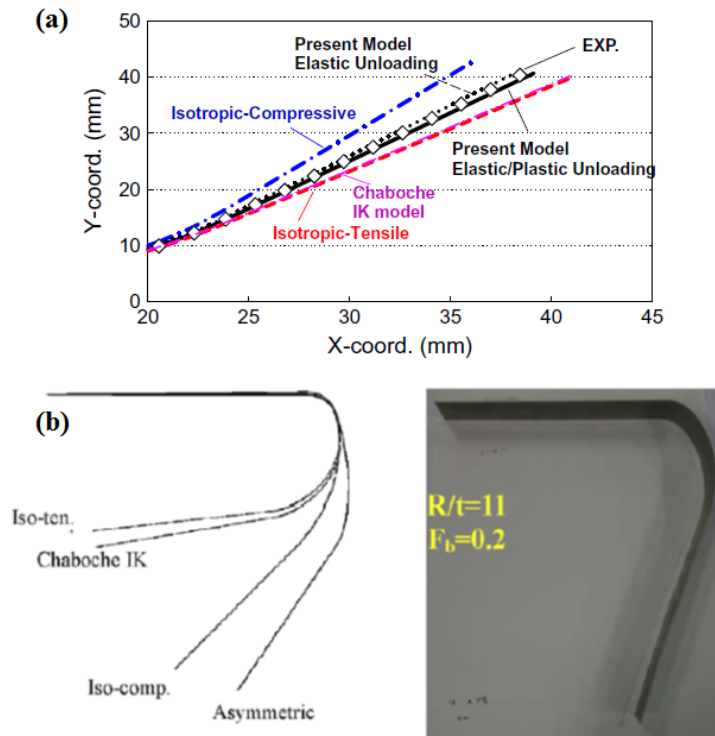 (a)
50
40
30
20
10
0
Y-coord. (mm)
20
25
30
35
40
45
X-coord. (mm)
Present Model
Elastic Unloading
EXP.
Isotropic-Compressive
Present Model
Elastic/Plastic Unloading
Chaboche
IK model
Isotropic-Tensile
(b)
Iso-ten.
Chaboche IK
Iso-comp.
Asymmetric
R/t=11
F_b=0.2